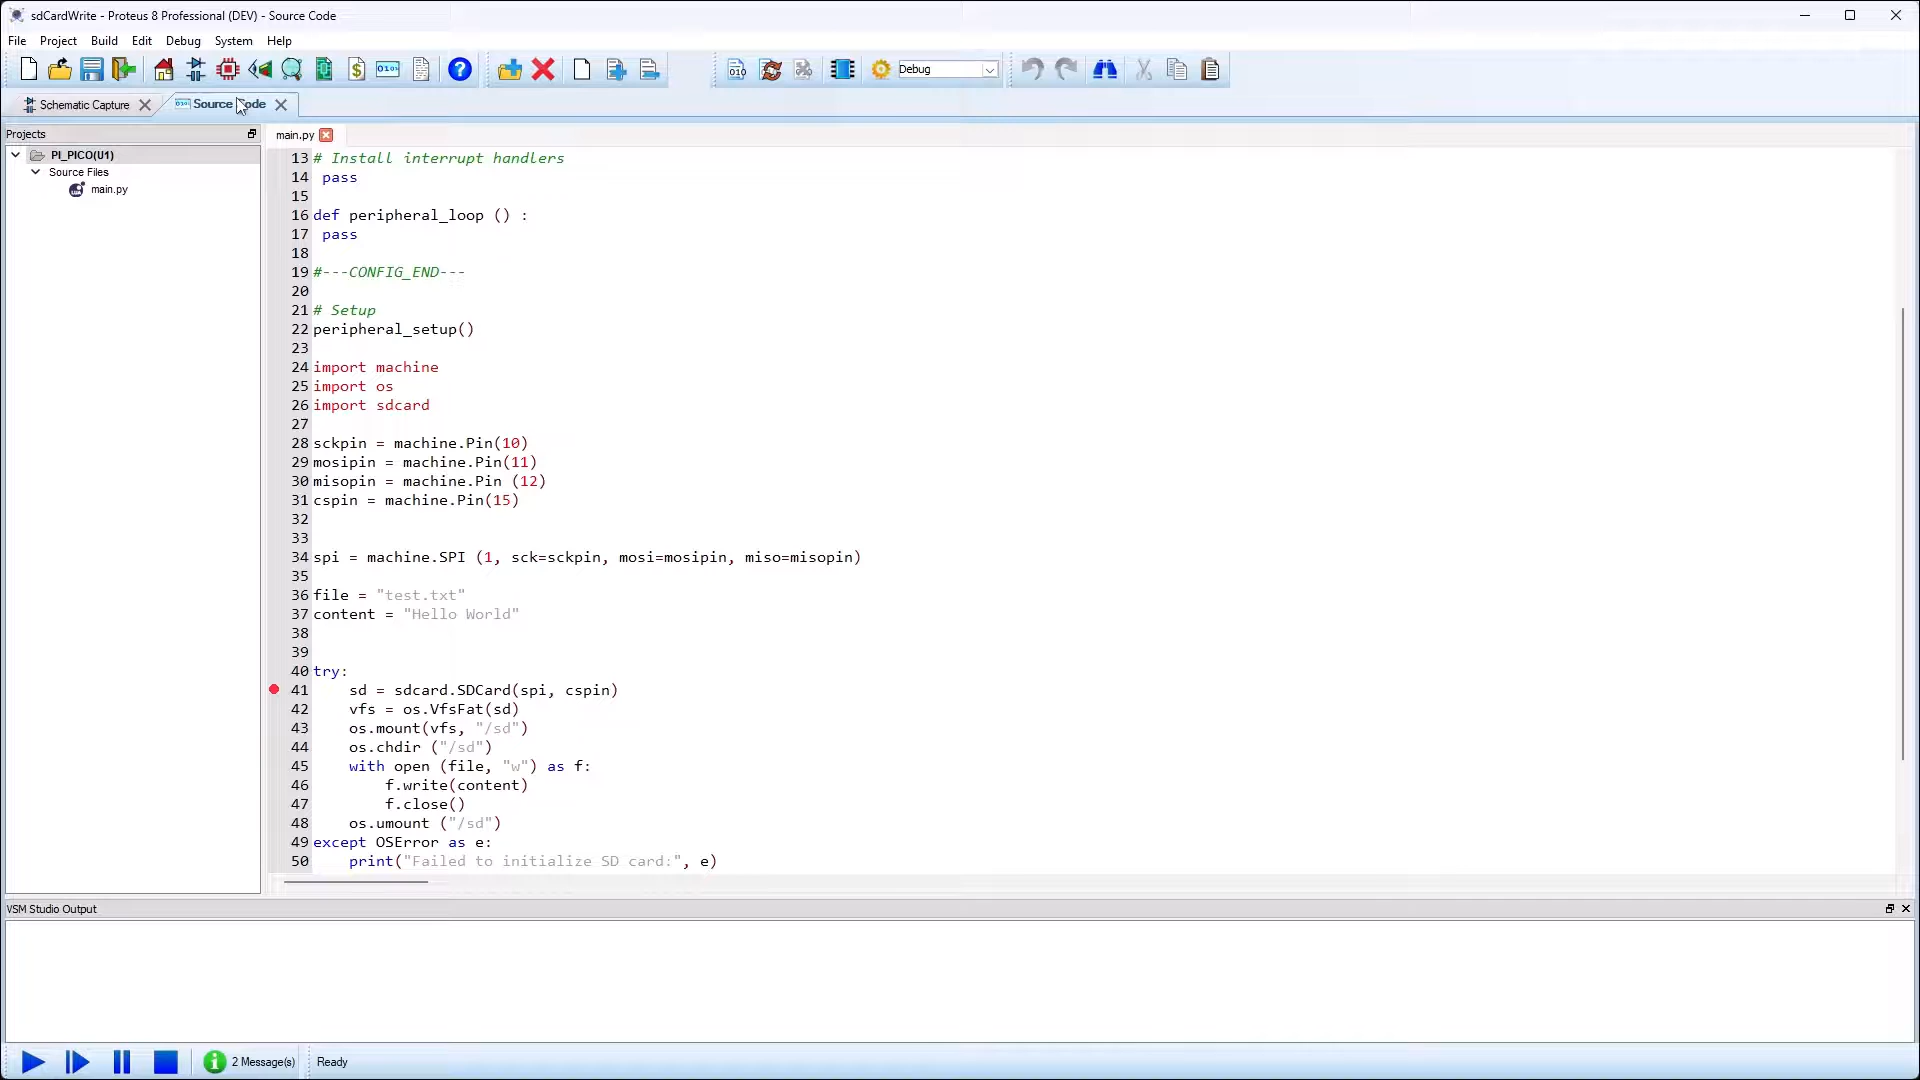 sdCardWrite - Proteus 8 Professional (DEV) - Source Code
File Project Build Edit Debug System Help
Debug
Schematic Capture Source Code
Projects
PI_PICO(U1)
Source Files
main.py
main.py
13 # Install interrupt handlers
14 pass
15
16 def peripheral_loop () :
17 pass
18
19 #---CONFIG_END---
20
21 # Setup
22 peripheral_setup()
23
24 import machine
25 import os
26 import sdcard
27
28 sckpin = machine.Pin(10)
29 mosipin = machine.Pin(11)
30 misopin = machine.Pin (12)
31 cspin = machine.Pin(15)
32
33
34 spi = machine.SPI (1, sck=sckpin, mosi=mosipin, miso=misopin)
35
36 file = "test.txt"
37 content = "Hello World"
38
39
40 try:
41 sd = sdcard.SDCard(spi, cspin)
42 vfs = os.VfsFat(sd)
43 os.mount(vfs, "/sd")
44 os.chdir ("/sd")
45 with open (file, "w") as f:
46 f.write(content)
47 f.close()
48 os.umount ("/sd")
49 except OSError as e:
50 print("Failed to initialize SD card:", e)
VSM Studio Output
2 Message(s) Ready